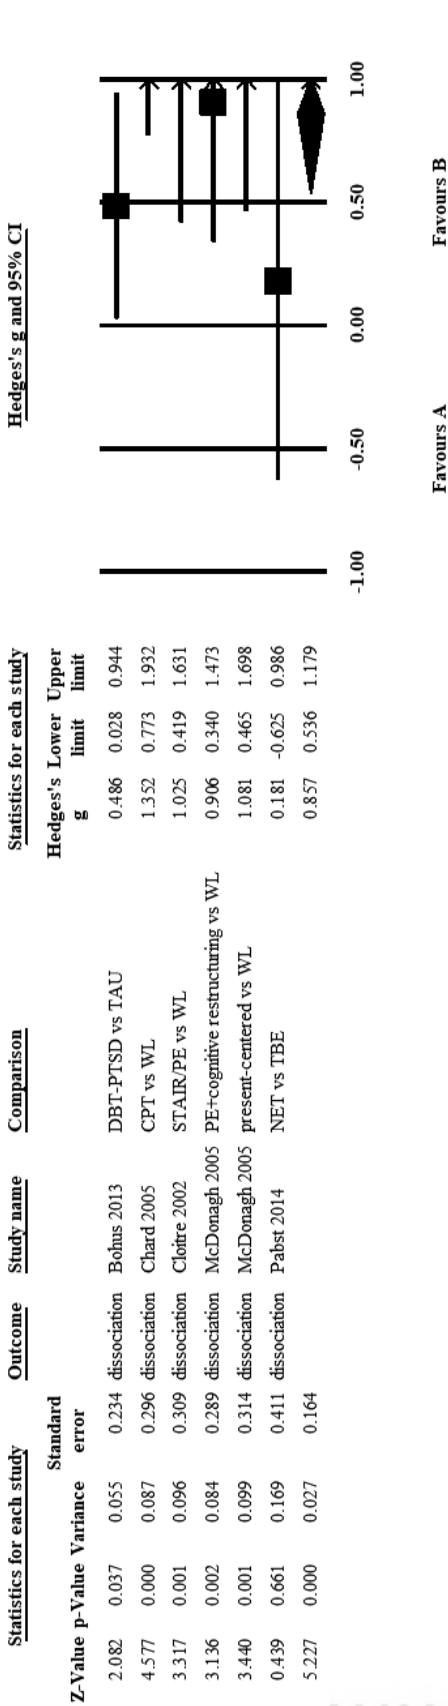 Statistics for each study Outcome Study name Comparison Statistics for each study Hedges's g and 95% CI
Standard Hedges's Lower Upper
Z-Value p-Value Variance error g limit limit
2.082 0.037 0.055 0.234 dissociation Bohus 2013 DBT-PTSD vs TAU 0.486 0.028 0.944
4.577 0.000 0.087 0.296 dissociation Chard 2005 CPT vs WL 1.352 0.773 1.932
3.317 0.001 0.096 0.309 dissociation Cloitre 2002 STAIR/PE vs WL 1.025 0.419 1.631
3.136 0.002 0.084 0.289 dissociation McDonagh 2005 PE+cognitive restructuring vs WL 0.906 0.340 1.473
3.440 0.001 0.099 0.314 dissociation McDonagh 2005 present-centered vs WL 1.081 0.465 1.698
0.439 0.661 0.169 0.411 dissociation Pabst 2014 NET vs TBE 0.181 -0.625 0.986
5.227 0.000 0.027 0.164 0.857 0.536 1.179
-1.00 -0.50 0.00 0.50 1.00
Favours A Favours B